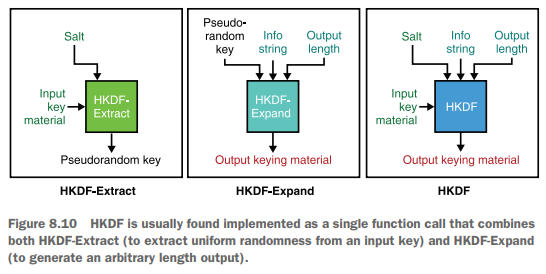 Salt
Input
key
material
HKDF-
Extract
Pseudorandom key
HKDF-Extract
Pseudo-
random
key
Info
string
Output
length
HKDF-
Expand
Output keying material
HKDF-Expand
Salt
Info
string
Output
length
Input
key
material
HKDF
Output keying material
HKDF
Figure 8.10 HKDF is usually found implemented as a single function call that combines
both HKDF-Extract (to extract uniform randomness from an input key) and HKDF-Expand
(to generate an arbitrary length output).